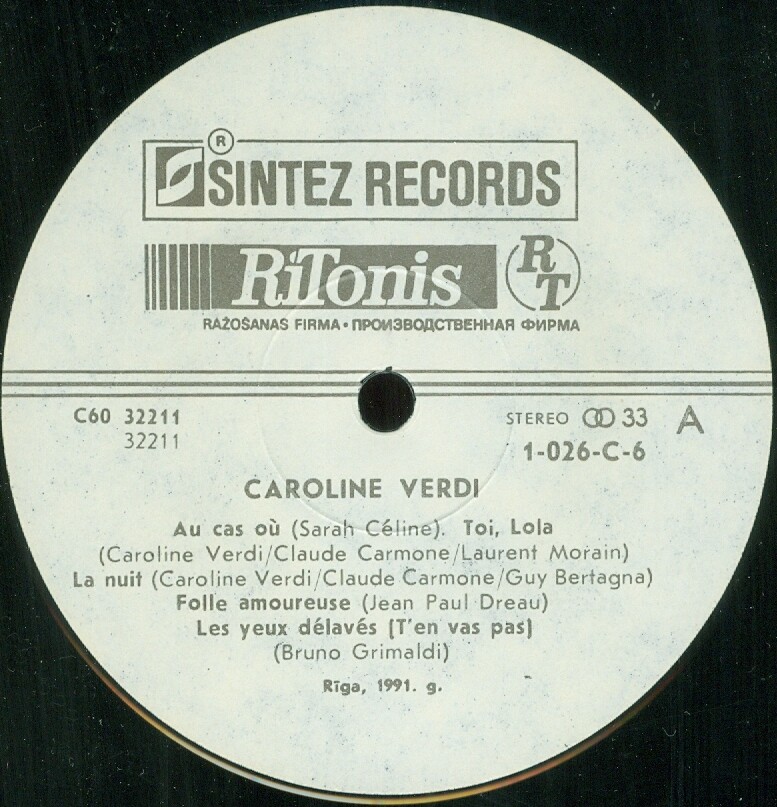 ®
SINTEZ RECORDS
RiTonis RT
RAŽOŠANAS FIRMA • ПРОИЗВОДСТВЕННАЯ ФИРМА
C60 32211
32211
STEREO 33 A
1-026-C-6
CAROLINE VERDI
Au cas où (Sarah Céline). Toi, Lola
(Caroline Verdi/Claude Carmone/Laurent Morain)
La nuit (Caroline Verdi/Claude Carmone/Guy Bertagna)
Folle amoureuse (Jean Paul Dreau)
Les yeux délavés (T'en vas pas)
(Bruno Grimaldi)
Rīga, 1991. g.